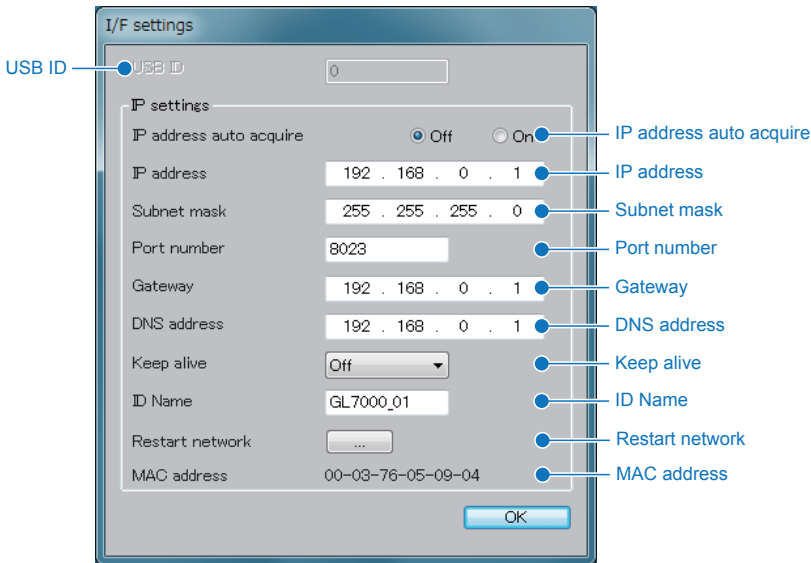 I/F settings
USB ID USB ID 0
IP settings
IP address auto acquire Off On IP address auto acquire
IP address 192 . 168 . 0 . 1 IP address
Subnet mask 255 . 255 . 255 . 0 Subnet mask
Port number 8023 Port number
Gateway 192 . 168 . 0 . 1 Gateway
DNS address 192 . 168 . 0 . 1 DNS address
Keep alive Off Keep alive
ID Name GL7000_01 ID Name
Restart network ... Restart network
MAC address 00-03-76-05-09-04 MAC address
OK